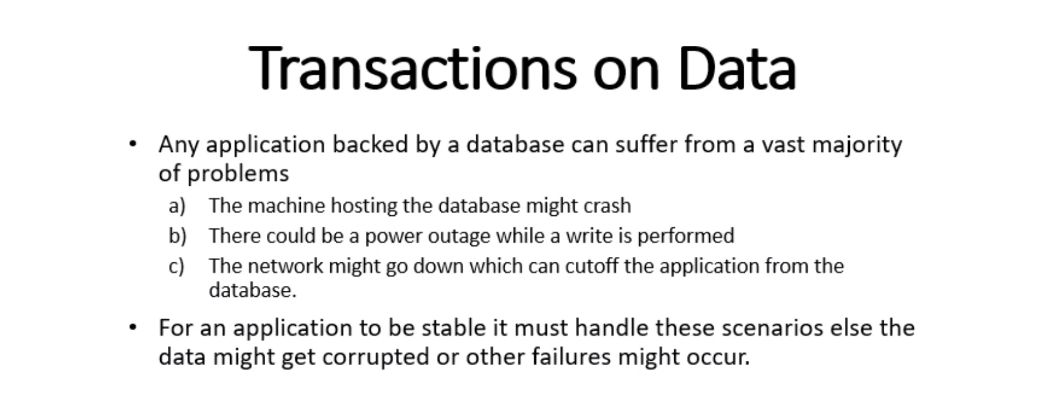 Transactions on Data
• Any application backed by a database can suffer from a vast majority
of problems
a) The machine hosting the database might crash
b) There could be a power outage while a write is performed
c) The network might go down which can cutoff the application from the
database.
• For an application to be stable it must handle these scenarios else the
data might get corrupted or other failures might occur.